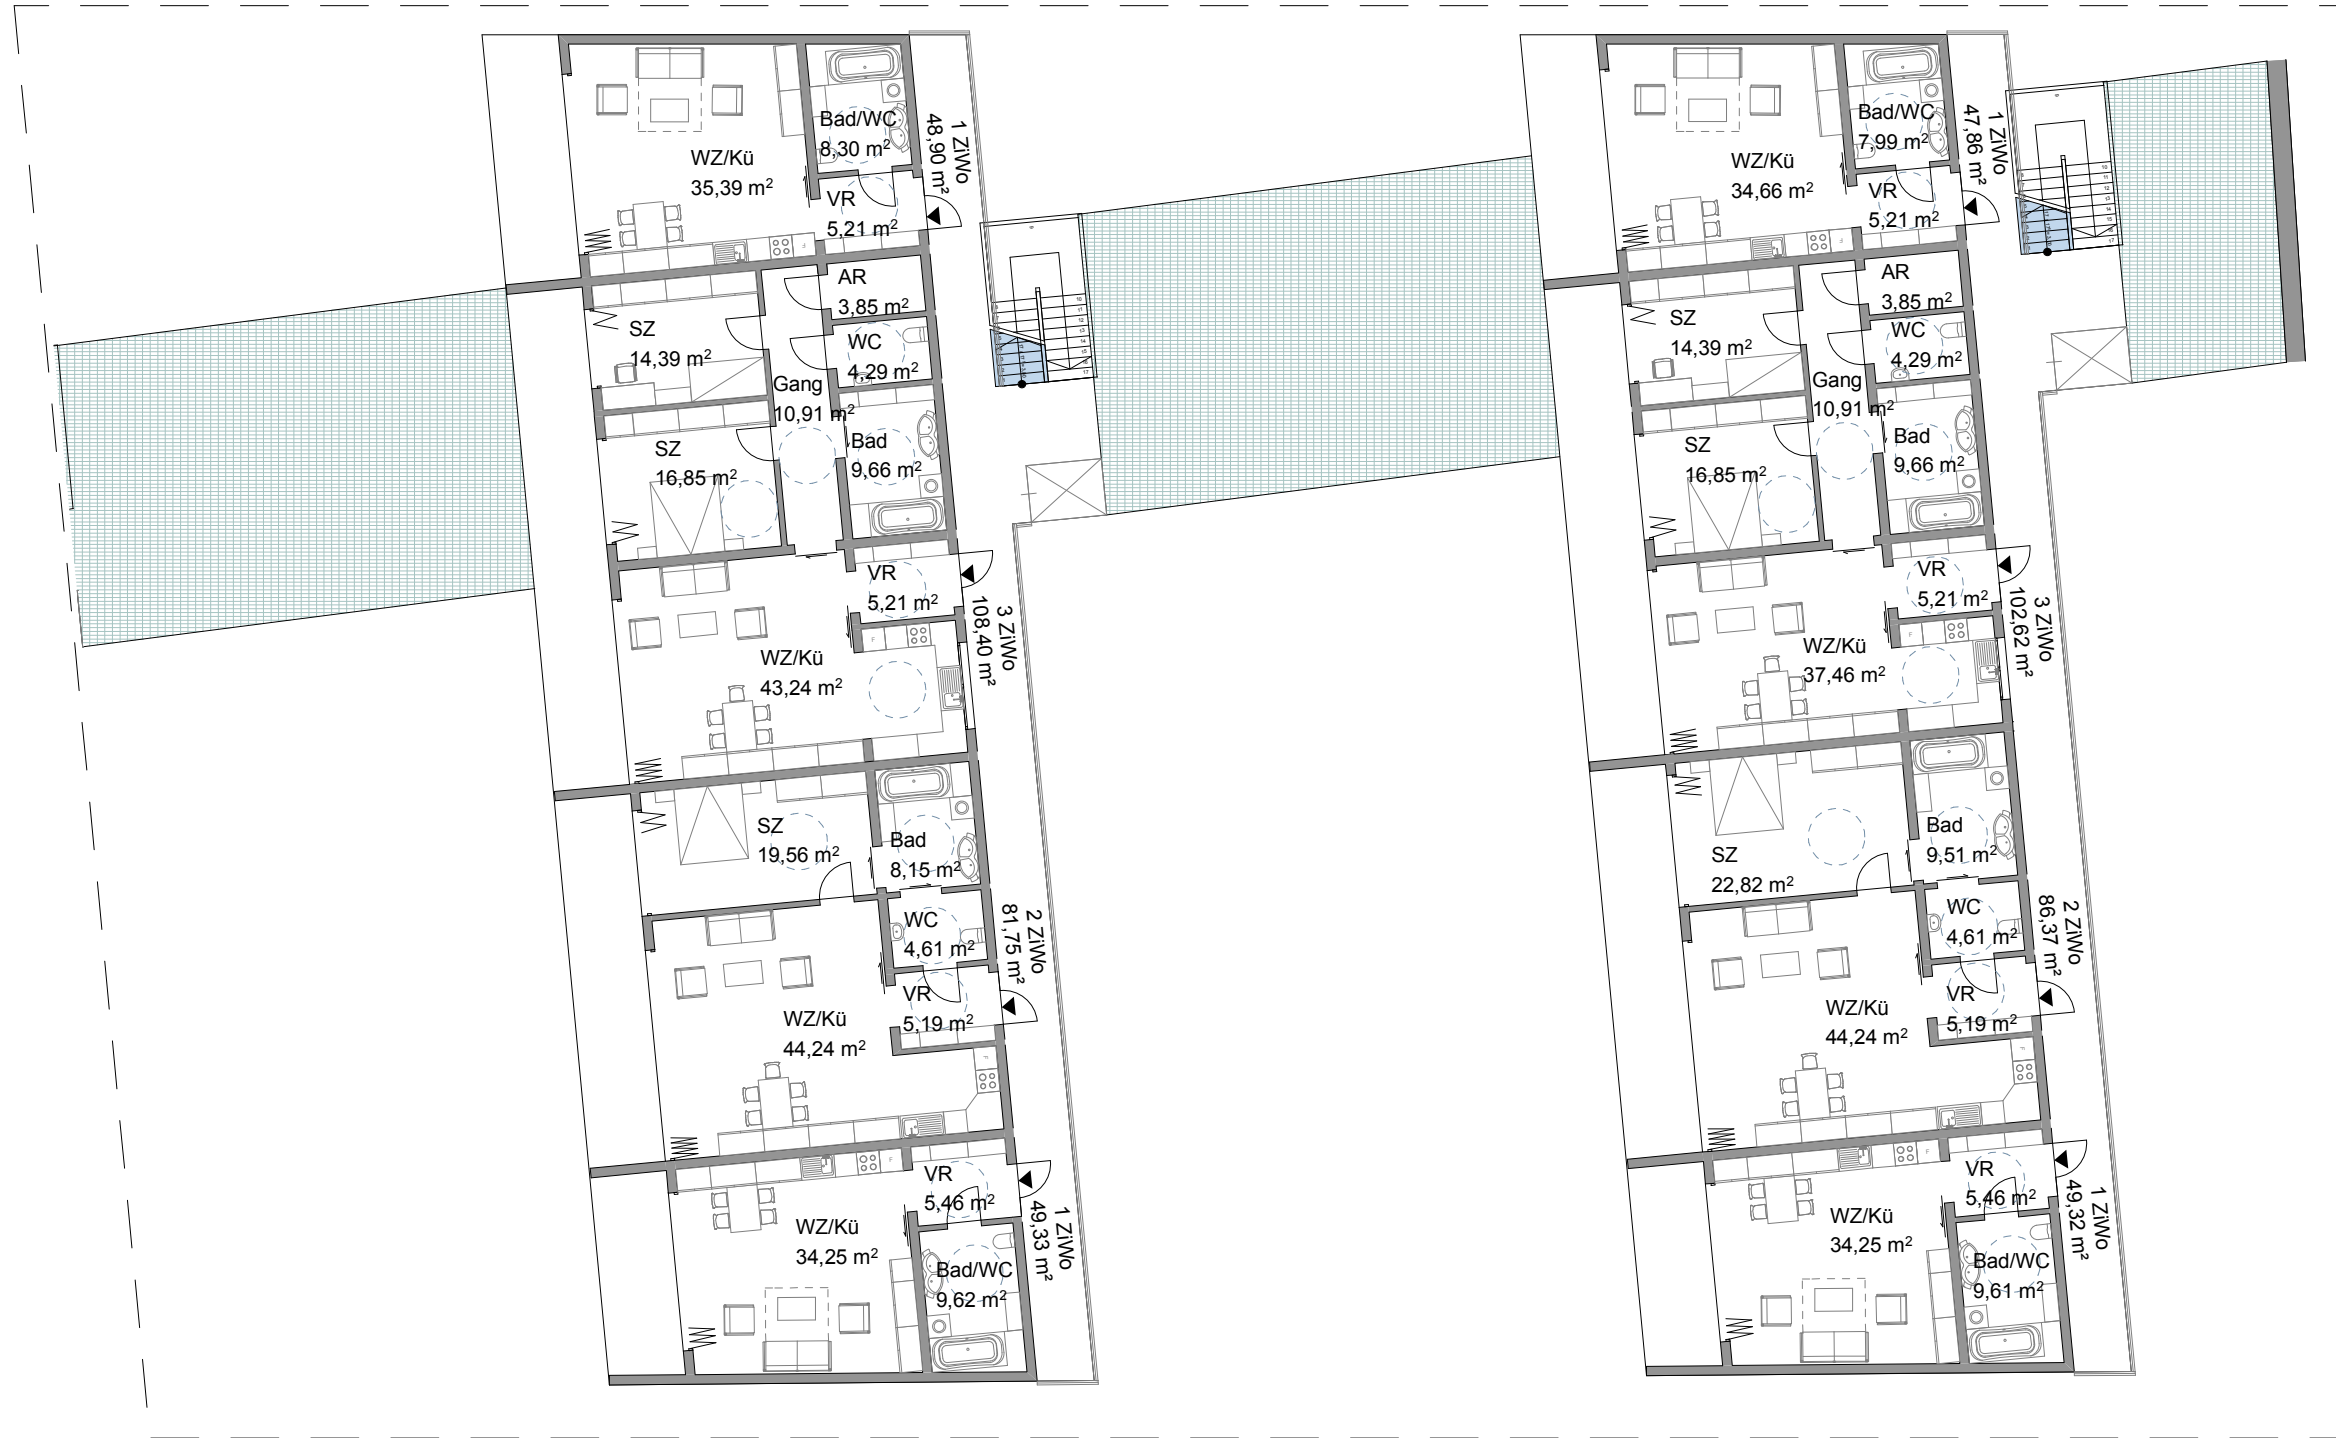 WZ/Kü
35,39 m²
Bad/WC
8,30 m²
VR
5,21 m²
1 ZiWo
48,90 m²
AR
3,85 m²
SZ
14,39 m²
WC
4,29 m²
Gang
10,91 m²
SZ
16,85 m²
Bad
9,66 m²
VR
5,21 m²
3 ZiWo
108,40 m²
WZ/Kü
43,24 m²
SZ
19,56 m²
Bad
8,15 m²
WC
4,61 m²
2 ZiWo
81,75 m²
VR
5,19 m²
WZ/Kü
44,24 m²
VR
5,46 m²
WZ/Kü
34,25 m²
1 ZiWo
49,33 m²
Bad/WC
9,62 m²
WZ/Kü
34,66 m²
Bad/WC
7,99 m²
VR
5,21 m²
1 ZiWo
47,86 m²
AR
3,85 m²
SZ
14,39 m²
WC
4,29 m²
Gang
10,91 m²
SZ
16,85 m²
Bad
9,66 m²
VR
5,21 m²
3 ZiWo
102,62 m²
WZ/Kü
37,46 m²
SZ
22,82 m²
Bad
9,51 m²
WC
4,61 m²
2 ZiWo
86,37 m²
VR
5,19 m²
WZ/Kü
44,24 m²
VR
5,46 m²
WZ/Kü
34,25 m²
1 ZiWo
49,32 m²
Bad/WC
9,61 m²